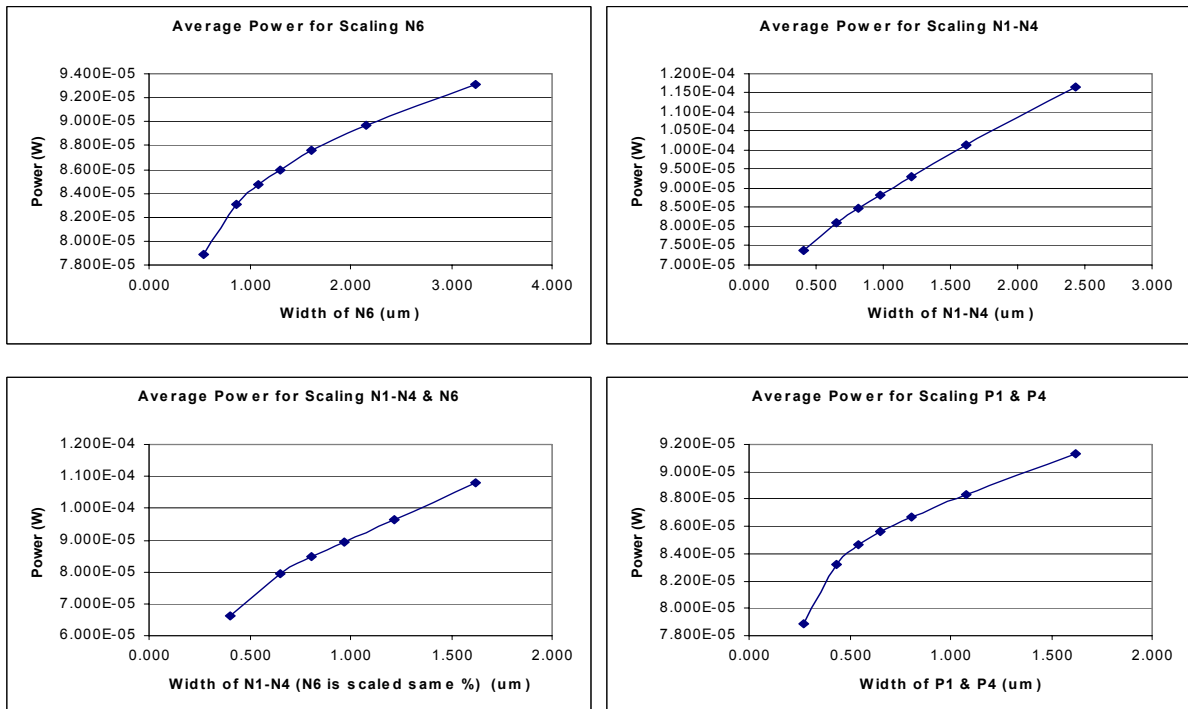 Average Power for Scaling N6
9.400E-05
9.200E-05
9.000E-05
8.800E-05
8.600E-05
8.400E-05
8.200E-05
8.000E-05
7.800E-05
Power (W)
0.000 1.000 2.000 3.000 4.000
Width of N6 (um)
Average Power for Scaling N1-N4
1.200E-04
1.150E-04
1.100E-04
1.050E-04
1.000E-04
9.500E-05
9.000E-05
8.500E-05
8.000E-05
7.500E-05
7.000E-05
Power (W)
0.000 0.500 1.000 1.500 2.000 2.500 3.000
Width of N1-N4 (um)
Average Power for Scaling N1-N4 & N6
1.200E-04
1.100E-04
1.000E-04
9.000E-05
8.000E-05
7.000E-05
6.000E-05
Power (W)
0.000 0.500 1.000 1.500 2.000
Width of N1-N4 (N6 is scaled same %) (um)
Average Power for Scaling P1 & P4
9.200E-05
9.000E-05
8.800E-05
8.600E-05
8.400E-05
8.200E-05
8.000E-05
7.800E-05
Power (W)
0.000 0.500 1.000 1.500 2.000
Width of P1 & P4 (um)